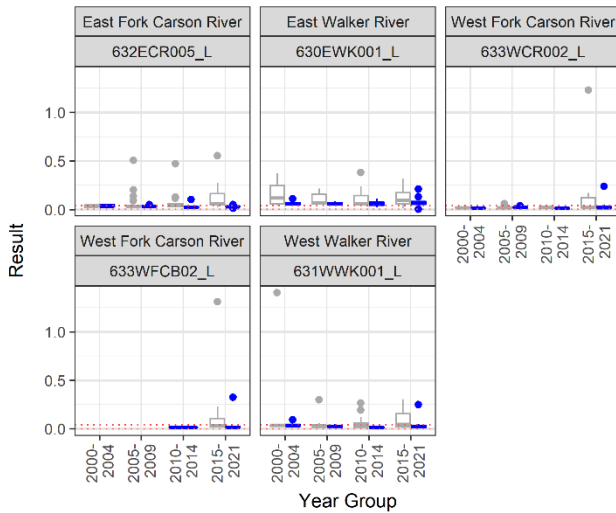 East Fork Carson River
632ECR005_L
East Walker River
630EWK001_L
West Fork Carson River
633WCR002_L
1.0
0.5
0.0
2000-
2004
2005-
2009
2010-
2014
2015-
2021
Result
West Fork Carson River
633WFCB02_L
West Walker River
631WWK001_L
1.0
0.5
0.0
2000-
2004
2005-
2009
2010-
2014
2015-
2021
2000-
2004
2005-
2009
2010-
2014
2015-
2021
Year Group